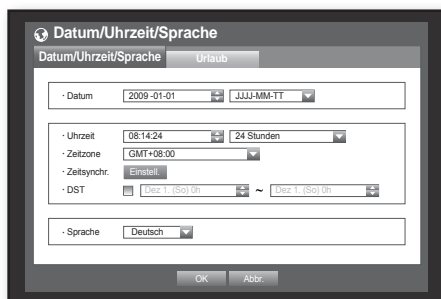 Datum/Uhrzeit/Sprache
Datum/Uhrzeit/Sprache Urlaub
· Datum 2009 -01-01 JJJJ-MM-TT
· Uhrzeit 08:14:24 24 Stunden
· Zeitzone GMT+08:00
· Zeitsynchr. Einstell.
· DST Dez 1. (So) 0h ~ Dez 1. (So) 0h
· Sprache Deutsch
OK Abbr.